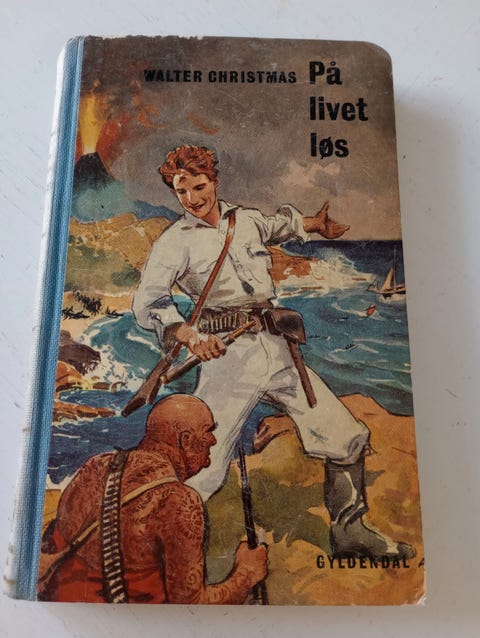 WALTER CHRISTMAS
På
livet
løs
GYLDENDAL